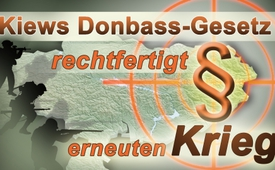 Kiews Donbass-Gesetz
rechtfertigt §
erneuten Krieg